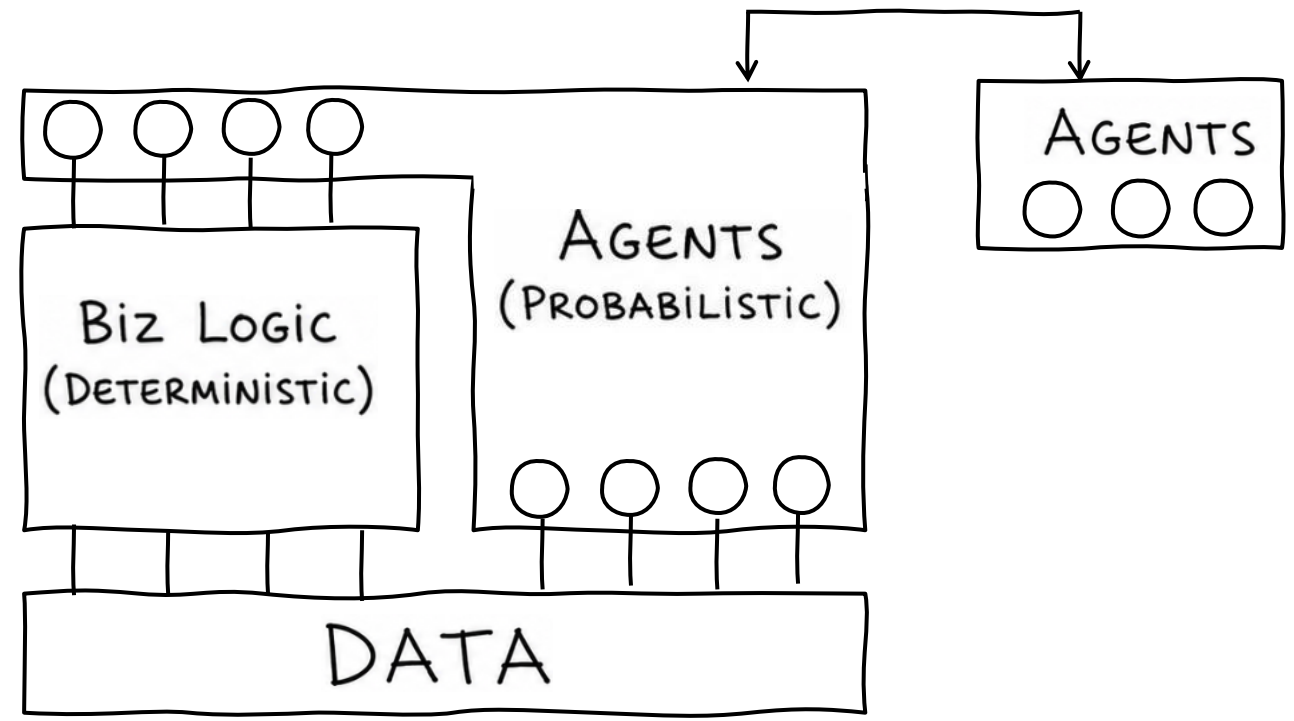 AGENTS
AGENTS
(PROBABiLiSTiC)
Biz LOGiC
(DETERMiNiSTiC)
DATA